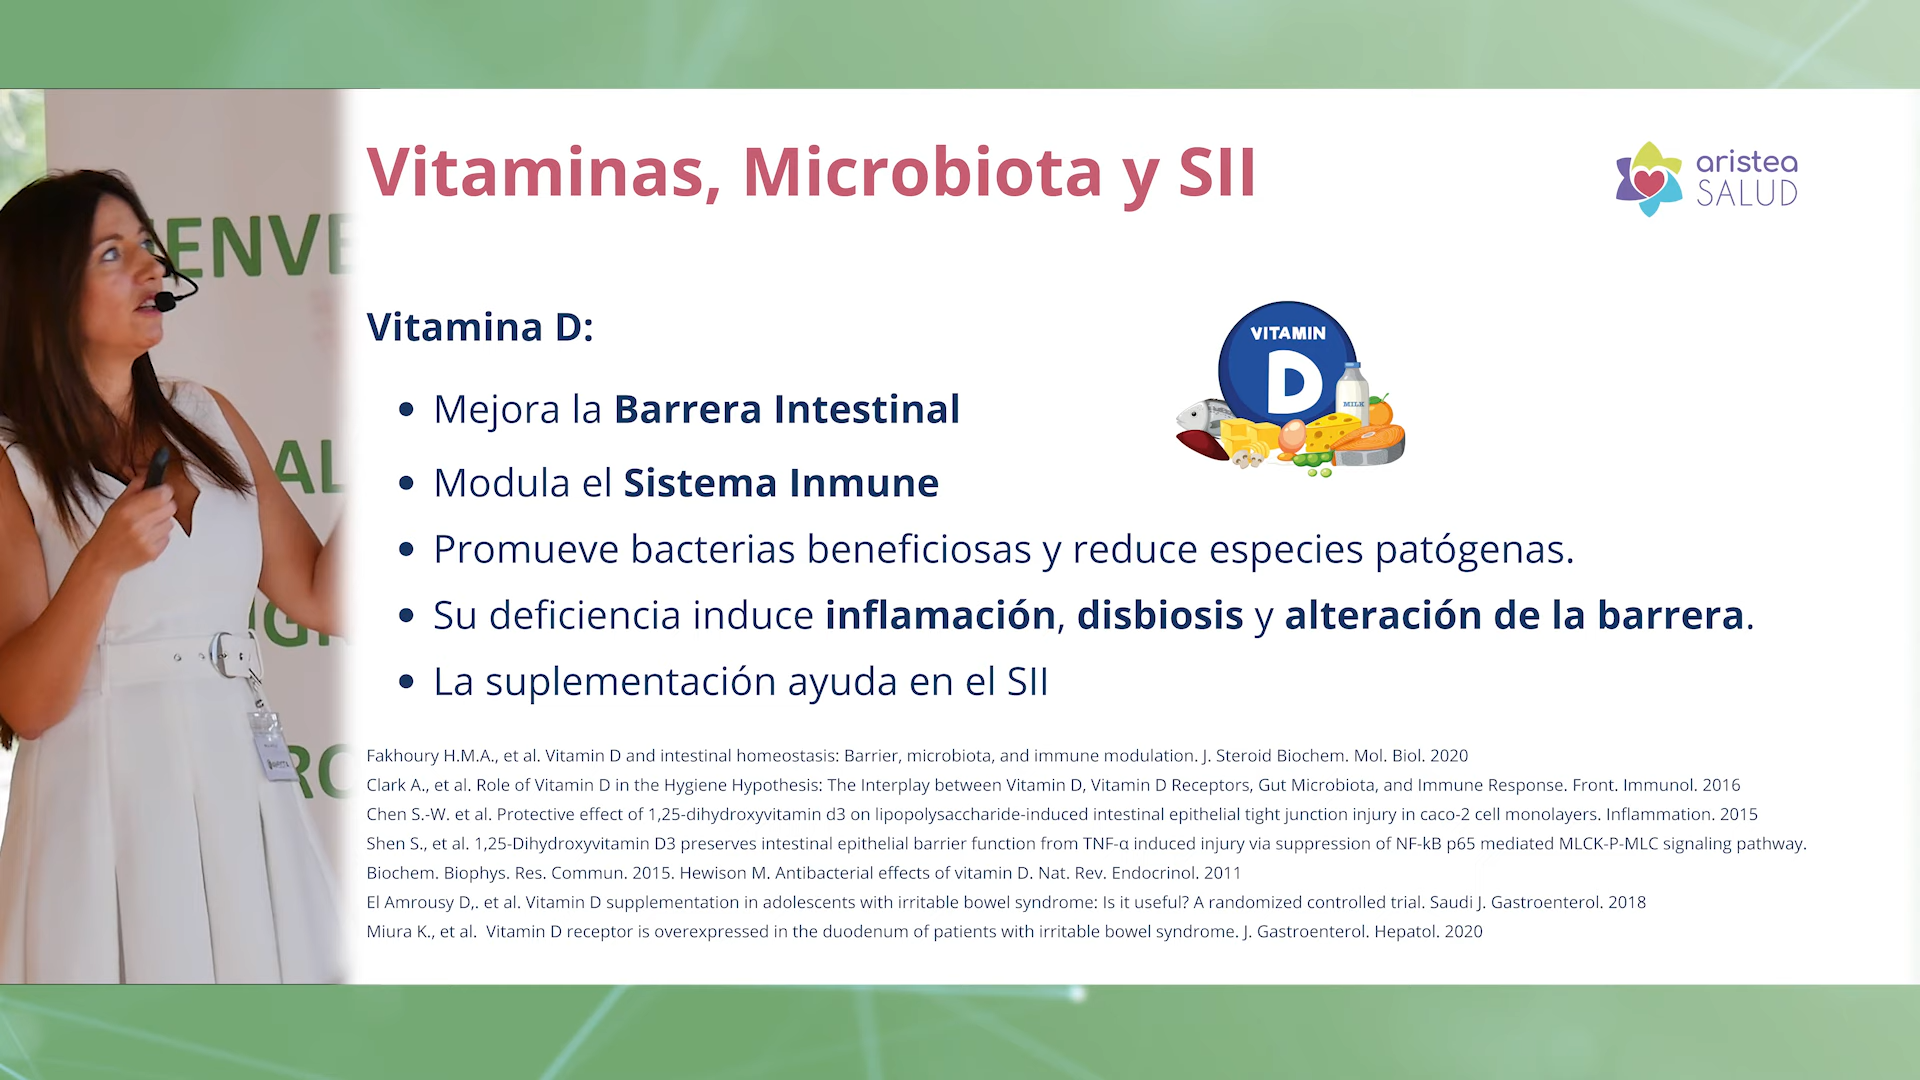 Vitaminas, Microbiota y SII
aristea
SALUD
ENVE
AL
RO
Vitamina D:
VITAMIN
D
MILK
• Mejora la Barrera Intestinal
• Modula el Sistema Inmune
• Promueve bacterias beneficiosas y reduce especies patógenas.
• Su deficiencia induce inflamación, disbiosis y alteración de la barrera.
• La suplementación ayuda en el SII
Fakhoury H.M.A., et al. Vitamin D and intestinal homeostasis: Barrier, microbiota, and immune modulation. J. Steroid Biochem. Mol. Biol. 2020
Clark A., et al. Role of Vitamin D in the Hygiene Hypothesis: The Interplay between Vitamin D, Vitamin D Receptors, Gut Microbiota, and Immune Response. Front. Immunol. 2016
Chen S.-W. et al. Protective effect of 1,25-dihydroxyvitamin d3 on lipopolysaccharide-induced intestinal epithelial tight junction injury in caco-2 cell monolayers. Inflammation. 2015
Shen S., et al. 1,25-Dihydroxyvitamin D3 preserves intestinal epithelial barrier function from TNF-α induced injury via suppression of NF-kB p65 mediated MLCK-P-MLC signaling pathway.
Biochem. Biophys. Res. Commun. 2015. Hewison M. Antibacterial effects of vitamin D. Nat. Rev. Endocrinol. 2011
El Amrousy D,. et al. Vitamin D supplementation in adolescents with irritable bowel syndrome: Is it useful? A randomized controlled trial. Saudi J. Gastroenterol. 2018
Miura K., et al.  Vitamin D receptor is overexpressed in the duodenum of patients with irritable bowel syndrome. J. Gastroenterol. Hepatol. 2020